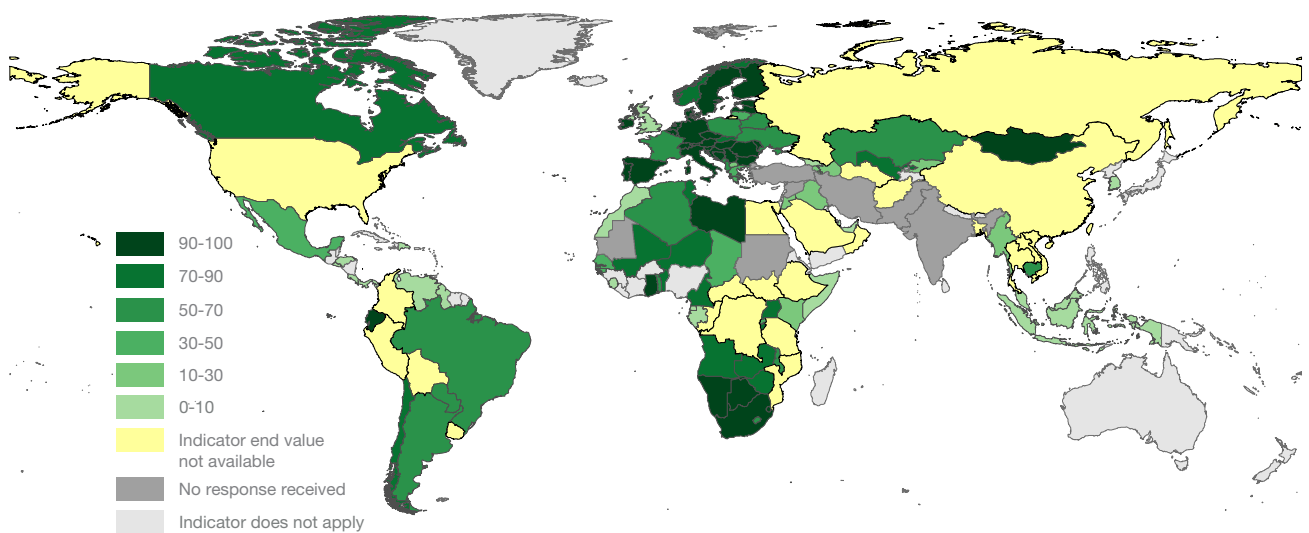 90-100
70-90
50-70
30-50
10-30
0-10
Indicator end value
not available
No response received
Indicator does not apply